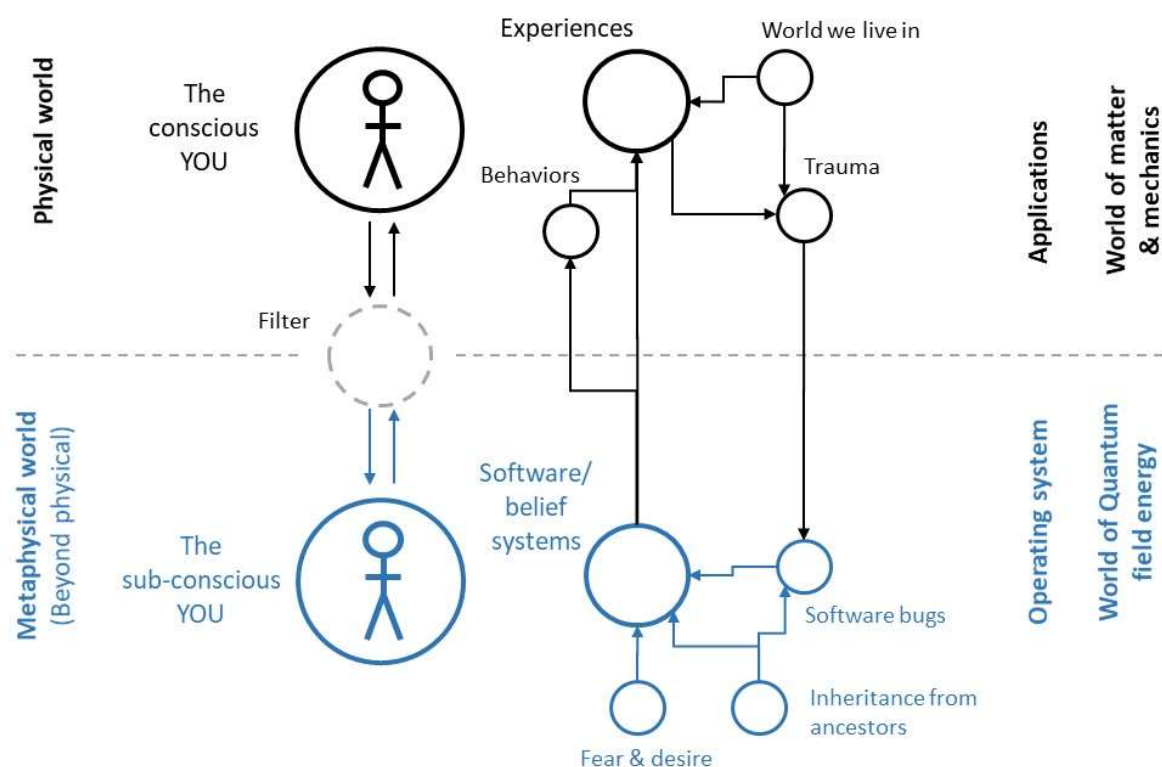 Physical world
The
conscious
YOU
Experiences
World we live in
Behaviors
Trauma
Applications
World of matter
& mechanics
Filter
Metaphysical world
(Beyond physical)
The
sub-conscious
YOU
Software/
belief
systems
Software bugs
Inheritance from
ancestors
Fear & desire
Operating system
World of Quantum
field energy